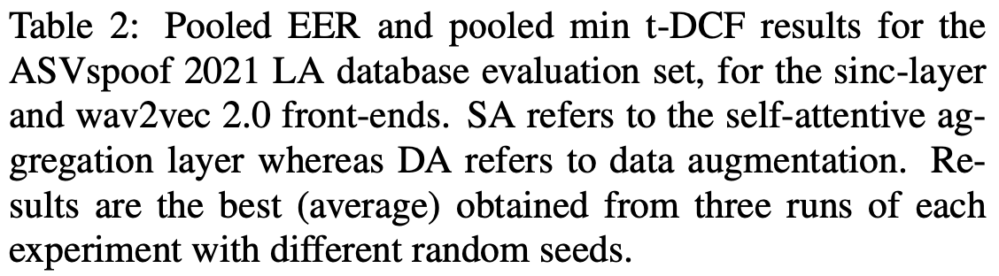 Table 2: Pooled EER and pooled min t-DCF results for the
ASVspoof 2021 LA database evaluation set, for the sinc-layer
and wav2vec 2.0 front-ends. SA refers to the self-attentive ag-
gregation layer whereas DA refers to data augmentation. Re-
sults are the best (average) obtained from three runs of each
experiment with different random seeds.